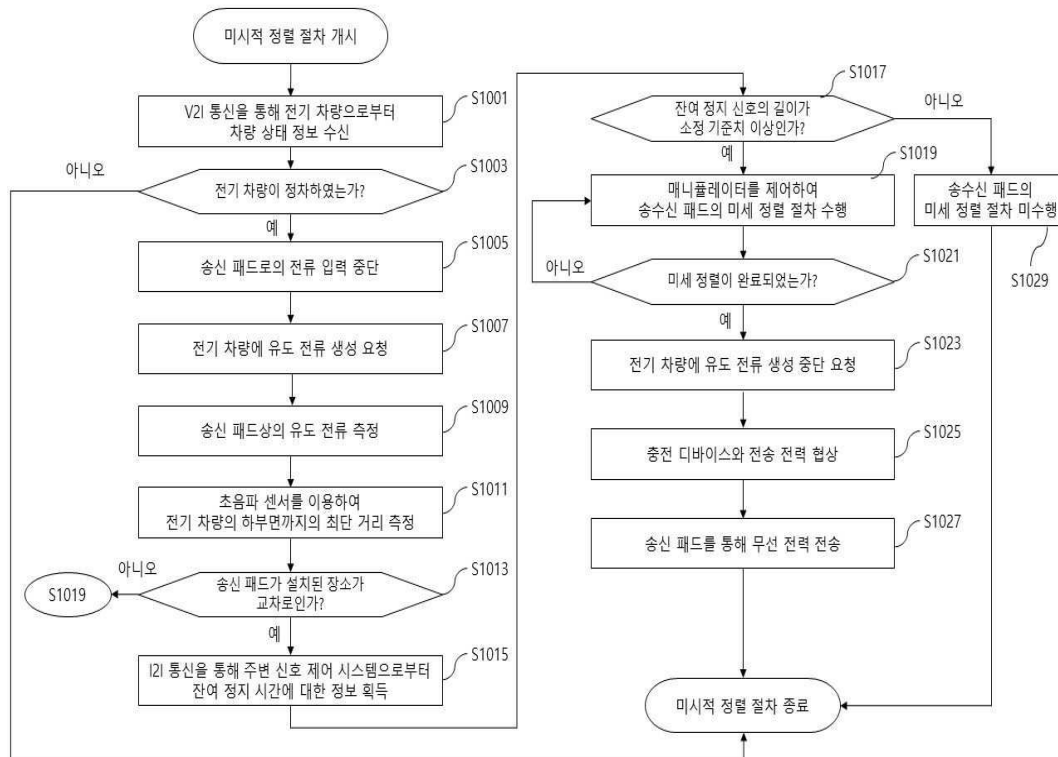 미시적 정렬 절차 개시
V2I 통신을 통해 전기 차량으로부터
차량 상태 정보 수신
S1001
아니오
전기 차량이 정차하였는가?
S1003
예
송신 패드로의 전류 입력 중단
S1005
전기 차량에 유도 전류 생성 요청
S1007
송신 패드상의 유도 전류 측정
S1009
초음파 센서를 이용하여
전기 차량의 하부면까지의 최단 거리 측정
S1011
아니오
S1019
송신 패드가 설치된 장소가
교차로인가?
S1013
예
I2I 통신을 통해 주변 신호 제어 시스템으로부터
잔여 정지 시간에 대한 정보 획득
S1015
잔여 정지 신호의 길이가
소정 기준치 이상인가?
S1017
아니오
예
매니퓰레이터를 제어하여
송수신 패드의 미세 정렬 절차 수행
S1019
송수신 패드의
미세 정렬 절차 미수행
S1029
아니오
미세 정렬이 완료되었는가?
S1021
예
전기 차량에 유도 전류 생성 중단 요청
S1023
충전 디바이스와 전송 전력 협상
S1025
송신 패드를 통해 무선 전력 전송
S1027
미시적 정렬 절차 종료